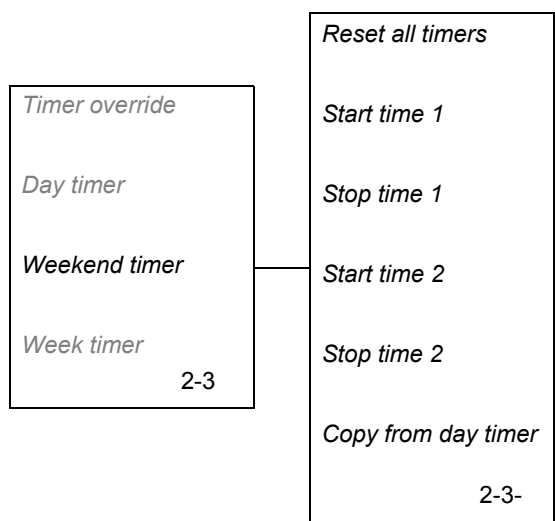 Timer override
Day timer
Weekend timer
Week timer
2-3
Reset all timers
Start time 1
Stop time 1
Start time 2
Stop time 2
Copy from day timer
2-3-